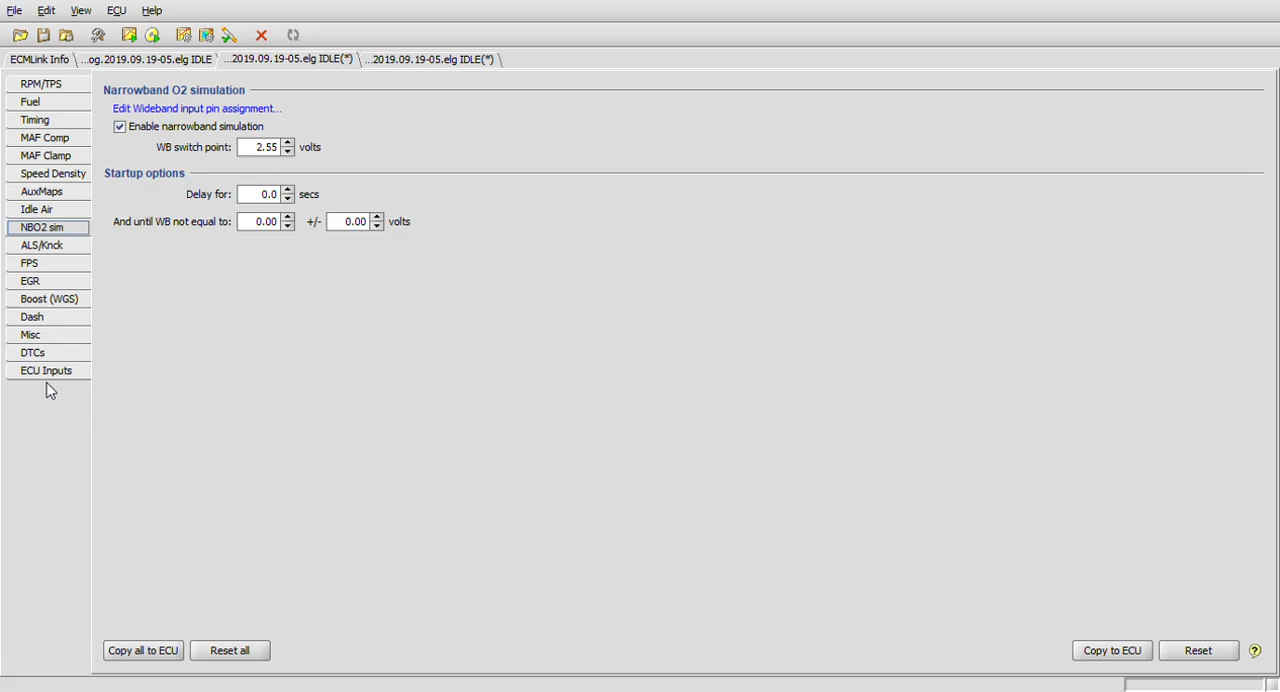 File Edit View ECU Help
ECMLink Info ...og.2019.09.19-05.elg IDLE ...2019.09.19-05.elg IDLE(*) ...2019.09.19-05.elg IDLE(*)
RPM/TPS
Fuel
Timing
MAF Comp
MAF Clamp
Speed Density
AuxMaps
Idle Air
NBO2 sim
ALS/Knck
FPS
EGR
Boost (WGS)
Dash
Misc
DTCs
ECU Inputs
Narrowband O2 simulation
Edit Wideband input pin assignment...
Enable narrowband simulation
WB switch point: 2.55 volts
Startup options
Delay for: 0.0 secs
And until WB not equal to: 0.00 +/- 0.00 volts
Copy all to ECU Reset all Copy to ECU Reset ?